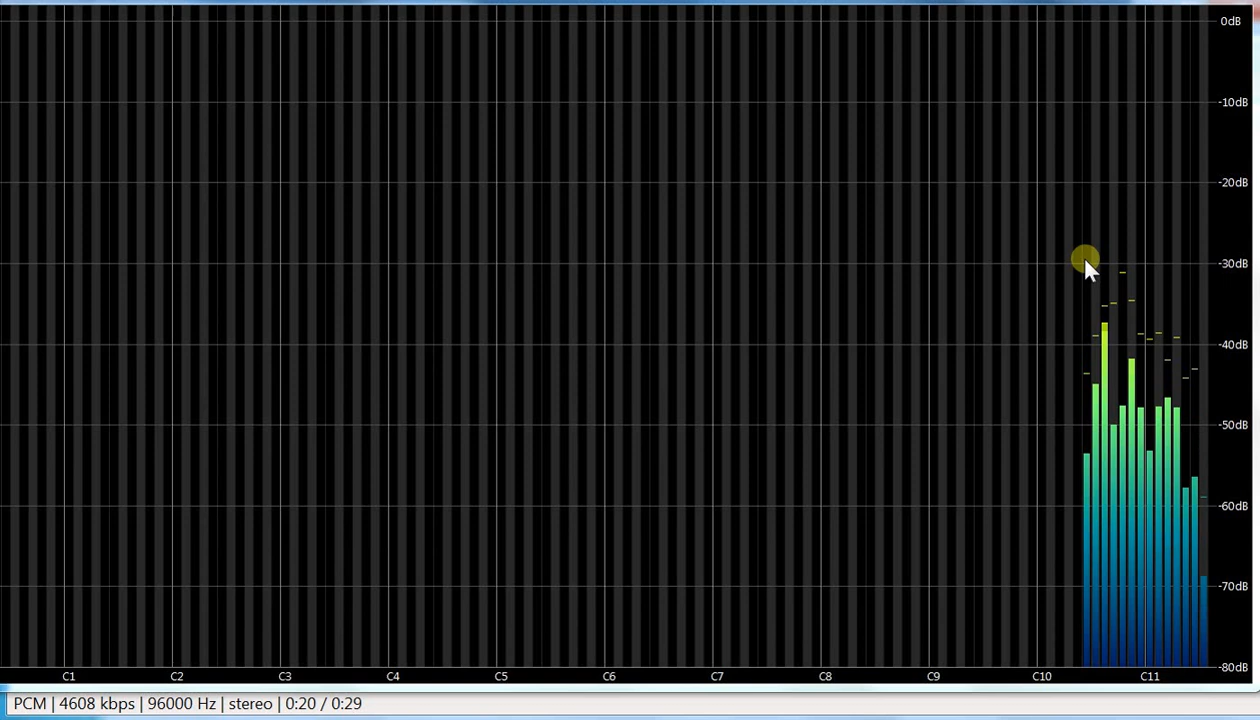 0dB
-10dB
-20dB
-30dB
-40dB
-50dB
-60dB
-70dB
-80dB
C1 C2 C3 C4 C5 C6 C7 C8 C9 C10 C11
PCM | 4608 kbps | 96000 Hz | stereo | 0:20 / 0:29